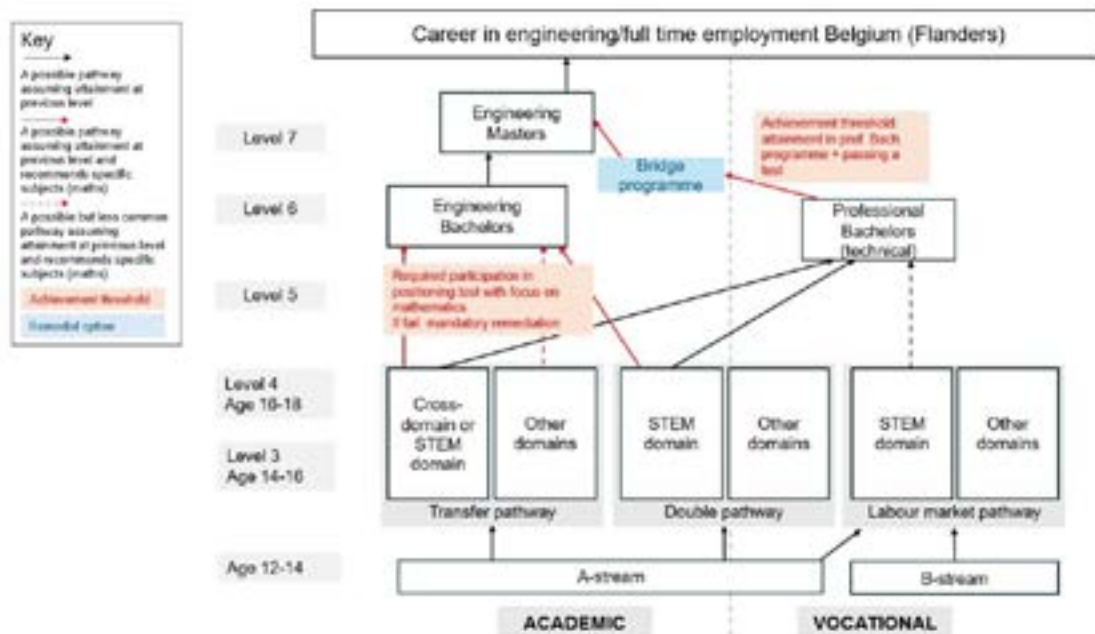 Career in engineering/full time employment Belgium (Flanders)
Key
A possible pathway
assuming attainment at
previous level
A possible pathway
assuming attainment at
previous level and
recommends specific
subjects (maths)
A possible but less common
pathway assuming
attainment at previous level
and recommends specific
subjects (maths)
Achievement threshold
Remedial option
Level 7
Engineering
Masters
Achievement threshold:
attainment in prof. Bach
programme + passing a
test
Bridge
programme
Level 6
Engineering
Bachelors
Professional
Bachelors
(technical)
Level 5
Required participation in
positioning test with focus on
mathematics
If fail: mandatory remediation
Level 4
Age 16-18
Level 3
Age 14-16
Cross-
domain or
STEM
domain
Other
domains
STEM
domain
Other
domains
STEM
domain
Other
domains
Transfer pathway
Double pathway
Labour market pathway
Age 12-14
A-stream
B-stream
ACADEMIC
VOCATIONAL